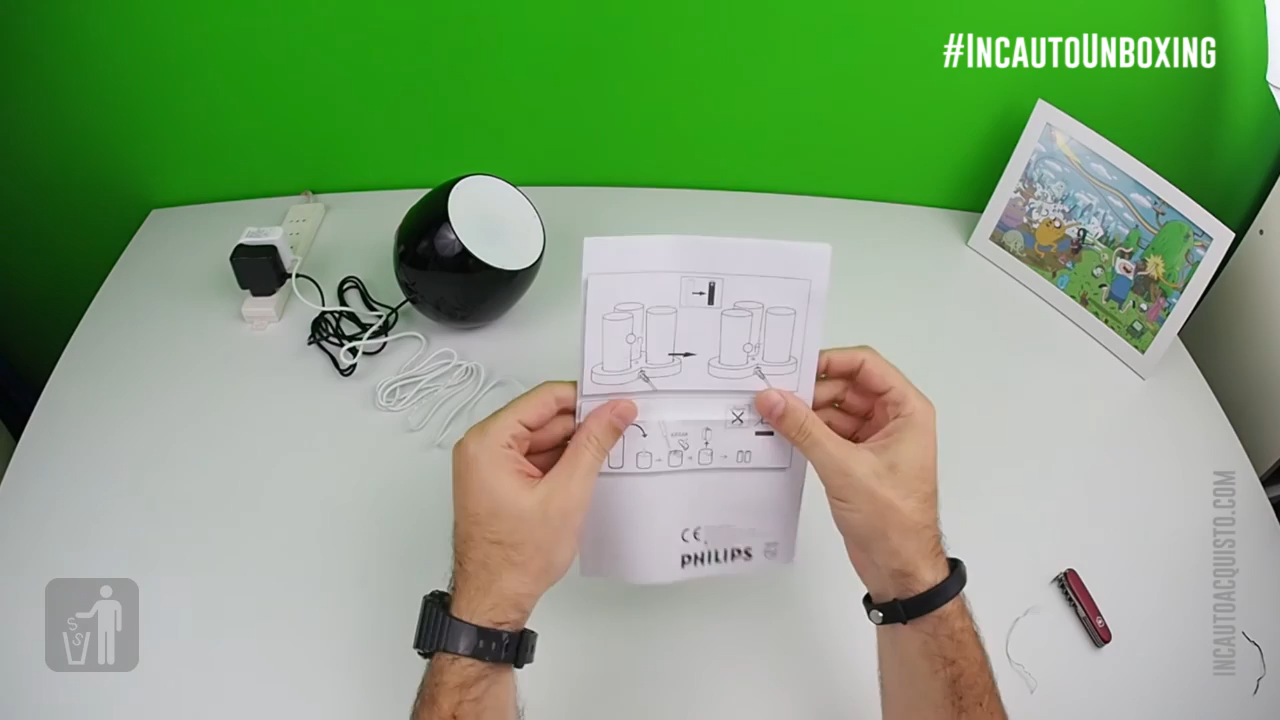 #INCAUTOUNBOXING
CE
PHILIPS
INCAUTOACQUISTO.COM
$
$